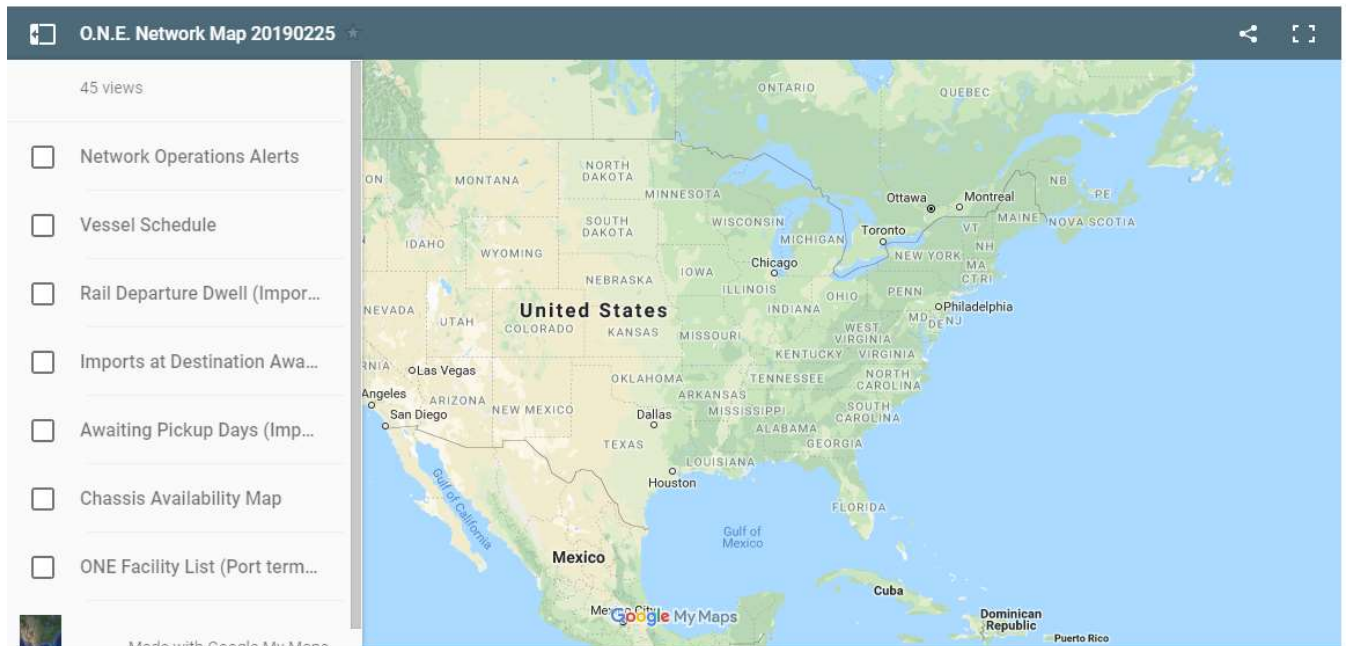 O.N.E. Network Map 20190225
45 views
Network Operations Alerts
Vessel Schedule
Rail Departure Dwell (Impor...
Imports at Destination Awa...
Awaiting Pickup Days (Imp...
Chassis Availability Map
ONE Facility List (Port term...
Made with Google My Maps
ONTARIO
QUEBEC
NORTH
DAKOTA
MONTANA
MINNESOTA
NB
PE
Ottawa
Montreal
MAINE
NOVA SCOTIA
SOUTH
DAKOTA
WISCONSIN
MICHIGAN
Toronto
VT
NH
IDAHO
WYOMING
NEW YORK
MA
CT RI
Chicago
IOWA
NEBRASKA
ILLINOIS
INDIANA
OHIO
PENN
Philadelphia
NEVADA
UTAH
United States
COLORADO
KANSAS
MISSOURI
WEST
VIRGINIA
MD
DE NJ
KENTUCKY
VIRGINIA
RNIA
Las Vegas
OKLAHOMA
TENNESSEE
NORTH
CAROLINA
Angeles
ARIZONA
NEW MEXICO
ARKANSAS
San Diego
Dallas
MISSISSIPPI
SOUTH
CAROLINA
ALABAMA
TEXAS
GEORGIA
LOUISIANA
Houston
Gulf of California
FLORIDA
Gulf of
Mexico
Mexico
Cuba
Google My Maps
Dominican
Republic
Puerto Rico